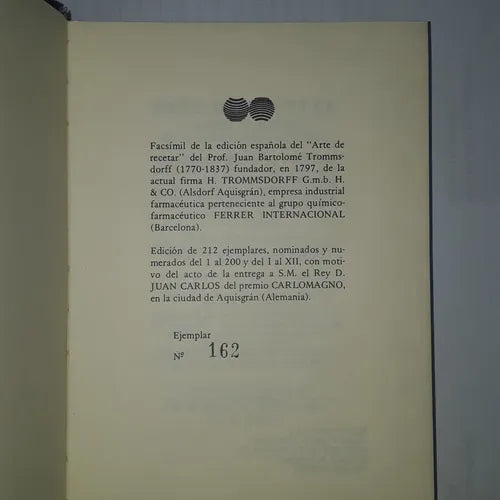 Facsímil de la edición española del "Arte de
recetar" del Prof. Juan Bartolomé Tromms-
dorff (1770-1837) fundador, en 1797, de la
actual firma H. TROMMSDORFF G.m.b. H.
& CO. (Alsdorf Aquisgrán), empresa industrial
farmacéutica perteneciente al grupo químico-
farmacéutico FERRER INTERNACIONAL
(Barcelona).
Edición de 212 ejemplares, nominados y nu-
merados del 1 al 200 y del I al XII, con moti-
vo del acto de la entrega a S.M. el Rey D.
JUAN CARLOS del premio CARLOMAGNO,
en la ciudad de Aquisgrán (Alemania).
Ejemplar
Nº 162